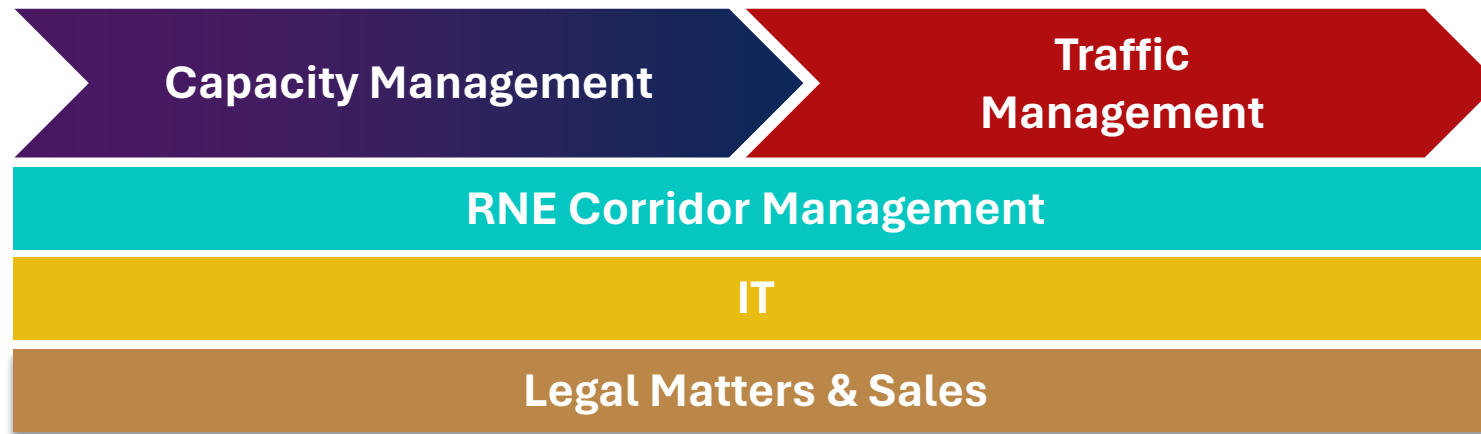 Capacity Management
Traffic
Management
RNE Corridor Management
IT
Legal Matters & Sales